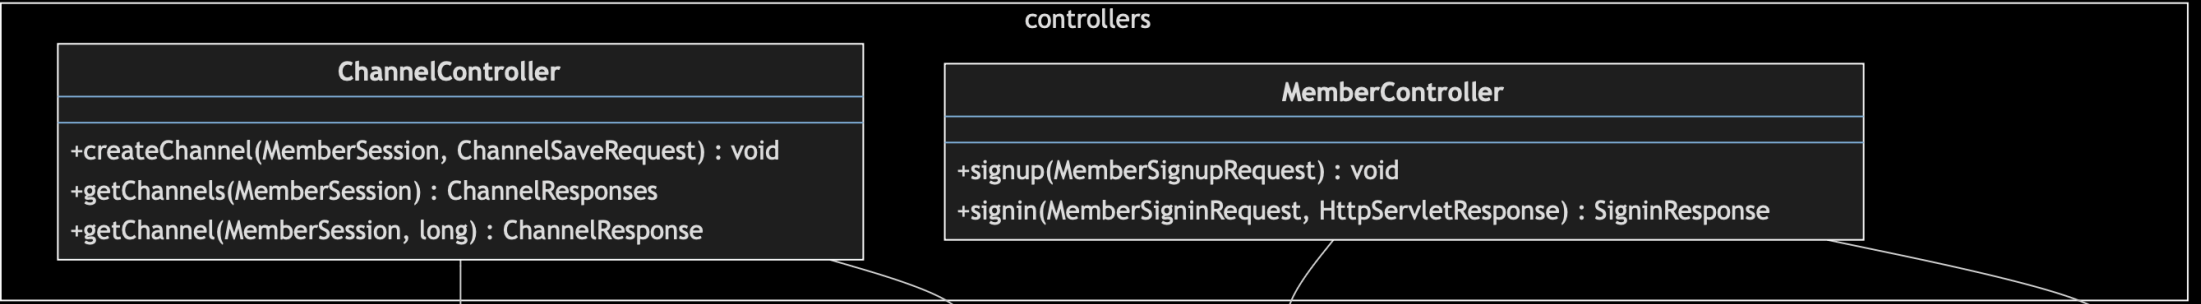 controllers
ChannelController
+createChannel(MemberSession, ChannelSaveRequest) : void
+getChannels(MemberSession) : ChannelResponses
+getChannel(MemberSession, long) : ChannelResponse
MemberController
+signup(MemberSignupRequest) : void
+signin(MemberSigninRequest, HttpServletResponse) : SigninResponse